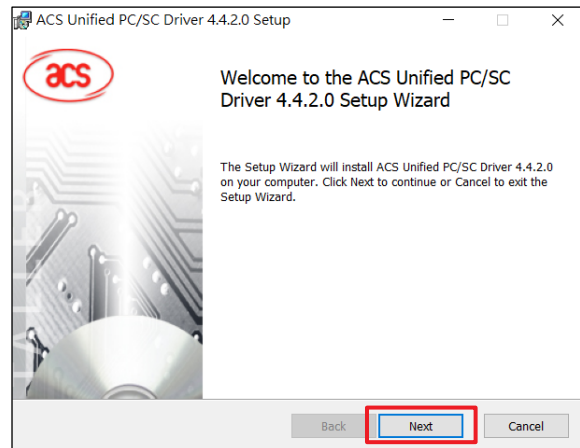 ACS Unified PC/SC Driver 4.4.2.0 Setup
acs
Welcome to the ACS Unified PC/SC
Driver 4.4.2.0 Setup Wizard
The Setup Wizard will install ACS Unified PC/SC Driver 4.4.2.0
on your computer. Click Next to continue or Cancel to exit the
Setup Wizard.
Back Next Cancel